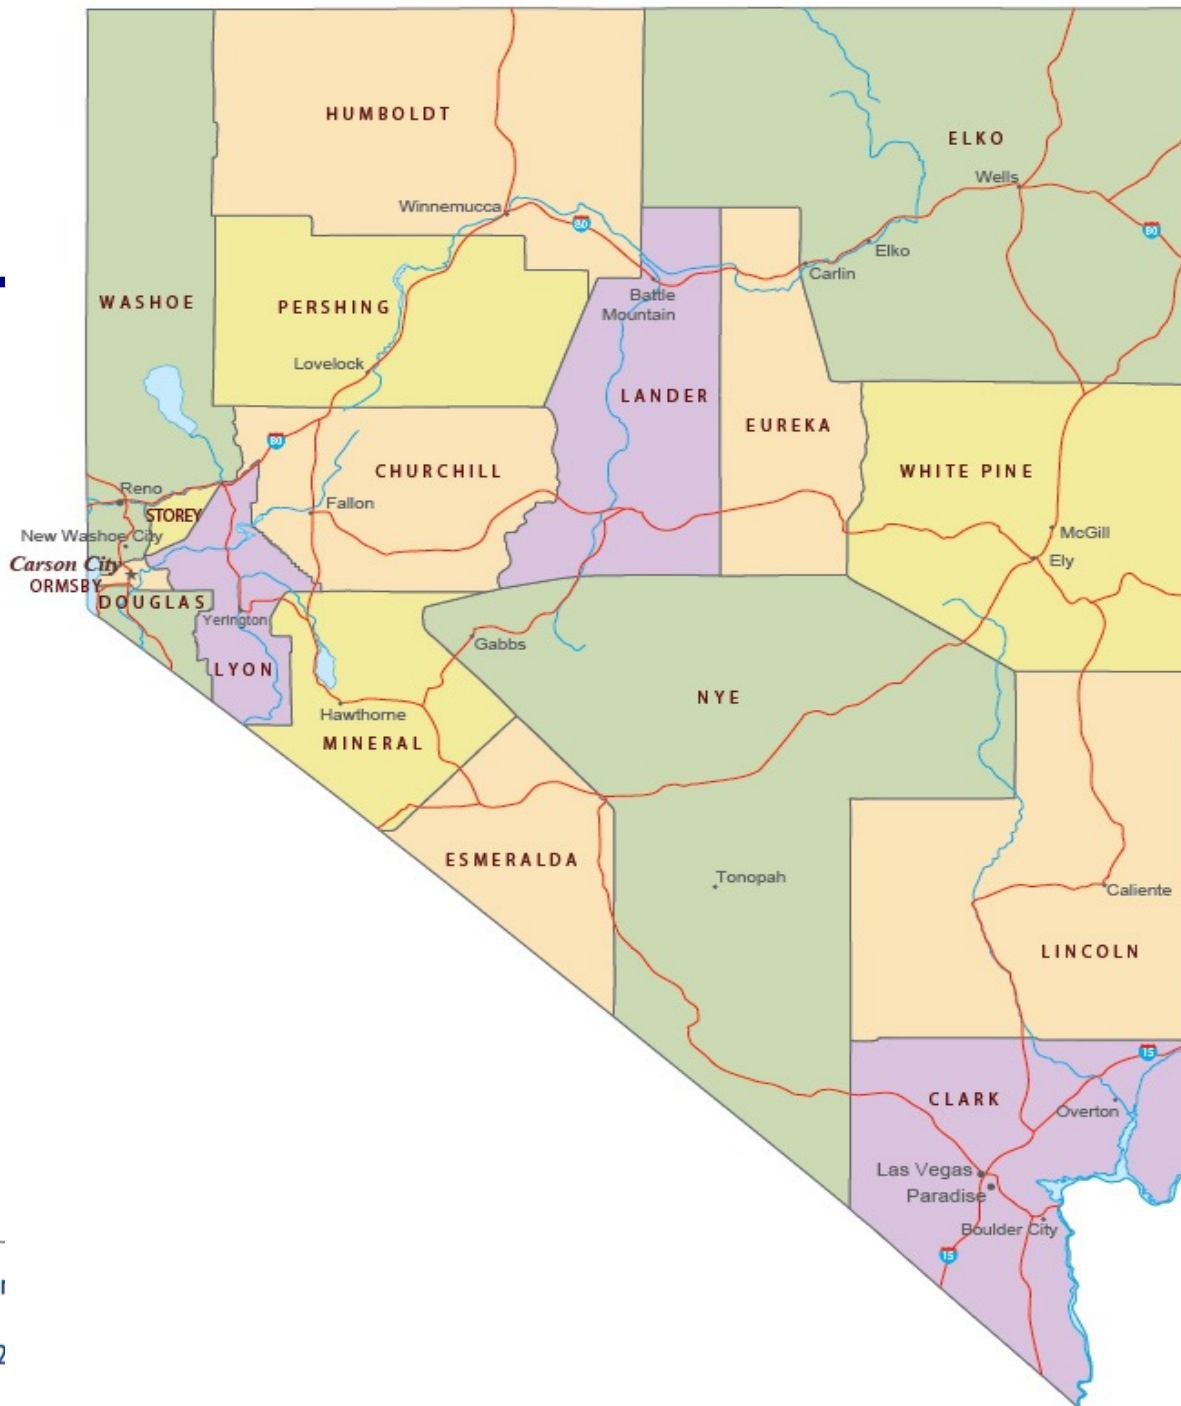 HUMBOLDT
ELKO
Wells
Winnemucca
80
80
Elko
Carlin
WASHOE
Battle
Mountain
PERSHING
Lovelock
LANDER
EUREKA
80
CHURCHILL
WHITE PINE
Reno
STOREY
Fallon
New Washoe City
McGill
Carson City
Ely
ORMSBY
DOUGLAS
Yerington
Gabbs
LYON
NYE
Hawthorne
MINERAL
ESMERALDA
Tonopah
Caliente
LINCOLN
15
CLARK
Overton
Las Vegas
Paradise
Boulder City
15
2